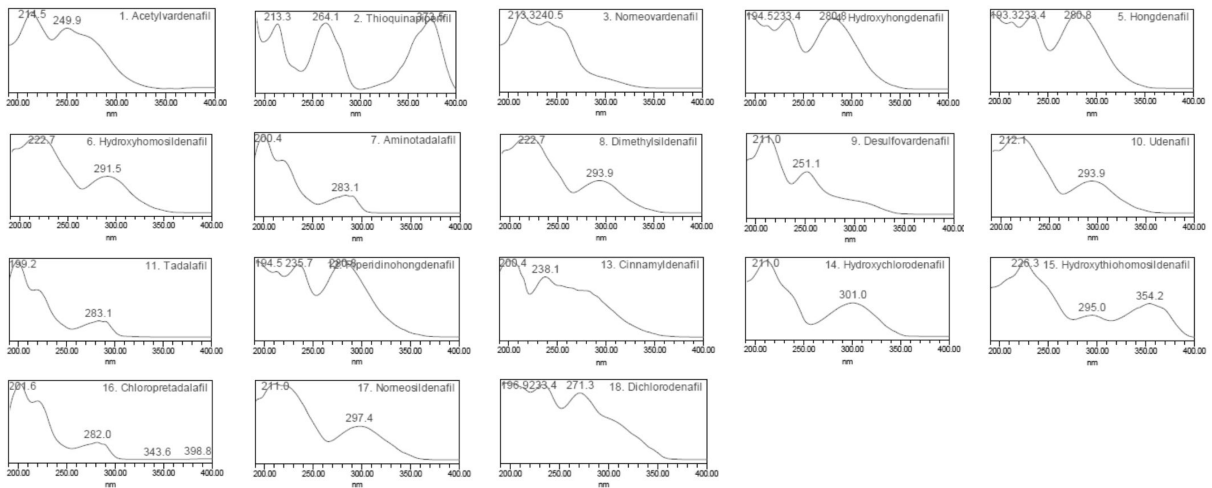 1. Acetylvardenafil
214.5 249.9
200.00 250.00 300.00 350.00 400.00
nm
2. Thioquinapiperifil
213.3 264.1
200.00 250.00 300.00 350.00 400.00
nm
3. Norneovardenafil
213.3 240.5
200.00 250.00 300.00 350.00 400.00
nm
4. Hydroxyhongdenafil
194.5 233.4 280.8
200.00 250.00 300.00 350.00 400.00
nm
5. Hongdenafil
193.3 233.4 280.8
200.00 250.00 300.00 350.00 400.00
nm
6. Hydroxyhomosildenafil
222.7 291.5
200.00 250.00 300.00 350.00 400.00
nm
7. Aminotadalafil
200.4 283.1
200.00 250.00 300.00 350.00 400.00
nm
8. Dimethylsildenafil
222.7 293.9
200.00 250.00 300.00 350.00 400.00
nm
9. Desulfovardenafil
211.0 251.1
200.00 250.00 300.00 350.00 400.00
nm
10. Udenafil
212.1 293.9
200.00 250.00 300.00 350.00 400.00
nm
11. Tadalafil
199.2 283.1
200.00 250.00 300.00 350.00 400.00
nm
12. Piperidinohongdenafil
194.5 235.7 280.8
200.00 250.00 300.00 350.00 400.00
nm
13. Cinnamyldenafil
200.4 238.1
200.00 250.00 300.00 350.00 400.00
nm
14. Hydroxychlorodenafil
211.0 301.0
200.00 250.00 300.00 350.00 400.00
nm
15. Hydroxythiohomosildenafil
226.3 295.0 354.2
200.00 250.00 300.00 350.00 400.00
nm
16. Chloropretadalafil
201.6 282.0 343.6 398.8
200.00 250.00 300.00 350.00 400.00
nm
17. Norneosildenafil
211.0 297.4
200.00 250.00 300.00 350.00 400.00
nm
18. Dichlorodenafil
196.9 233.4 271.3
200.00 250.00 300.00 350.00 400.00
nm